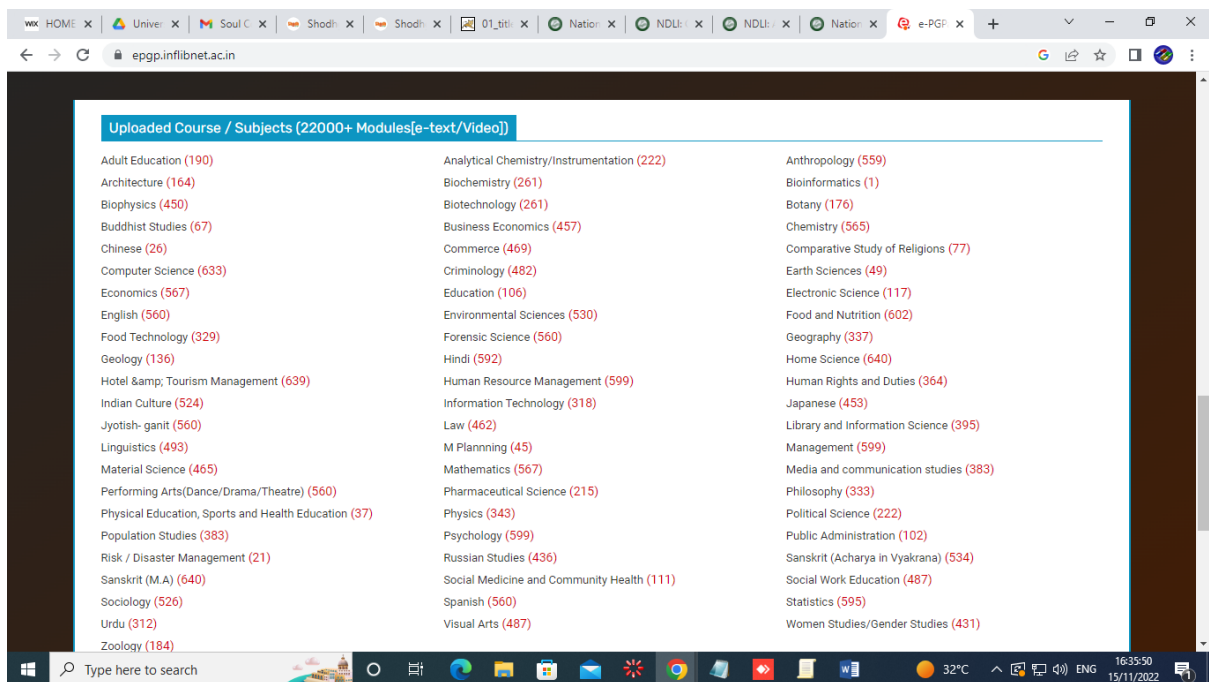 WIX HOME
Univer
M Soul C
Shodh
Shodh
01_title
Nation
NDLI:
NDLI:
Nation
e-PGP
epgp.inflibnet.ac.in
Uploaded Course / Subjects (22000+ Modules[e-text/Video])
Adult Education (190) Analytical Chemistry/Instrumentation (222) Anthropology (559)
Architecture (164) Biochemistry (261) Bioinformatics (1)
Biophysics (450) Biotechnology (261) Botany (176)
Buddhist Studies (67) Business Economics (457) Chemistry (565)
Chinese (26) Commerce (469) Comparative Study of Religions (77)
Computer Science (633) Criminology (482) Earth Sciences (49)
Economics (567) Education (106) Electronic Science (117)
English (560) Environmental Sciences (530) Food and Nutrition (602)
Food Technology (329) Forensic Science (560) Geography (337)
Geology (136) Hindi (592) Home Science (640)
Hotel &amp; Tourism Management (639) Human Resource Management (599) Human Rights and Duties (364)
Indian Culture (524) Information Technology (318) Japanese (453)
Jyotish- ganit (560) Law (462) Library and Information Science (395)
Linguistics (493) M Plannning (45) Management (599)
Material Science (465) Mathematics (567) Media and communication studies (383)
Performing Arts(Dance/Drama/Theatre) (560) Pharmaceutical Science (215) Philosophy (333)
Physical Education, Sports and Health Education (37) Physics (343) Political Science (222)
Population Studies (383) Psychology (599) Public Administration (102)
Risk / Disaster Management (21) Russian Studies (436) Sanskrit (Acharya in Vyakrana) (534)
Sanskrit (M.A) (640) Social Medicine and Community Health (111) Social Work Education (487)
Sociology (526) Spanish (560) Statistics (595)
Urdu (312) Visual Arts (487) Women Studies/Gender Studies (431)
Zoology (184)
Type here to search
32°C
ENG
16:35:50
15/11/2022